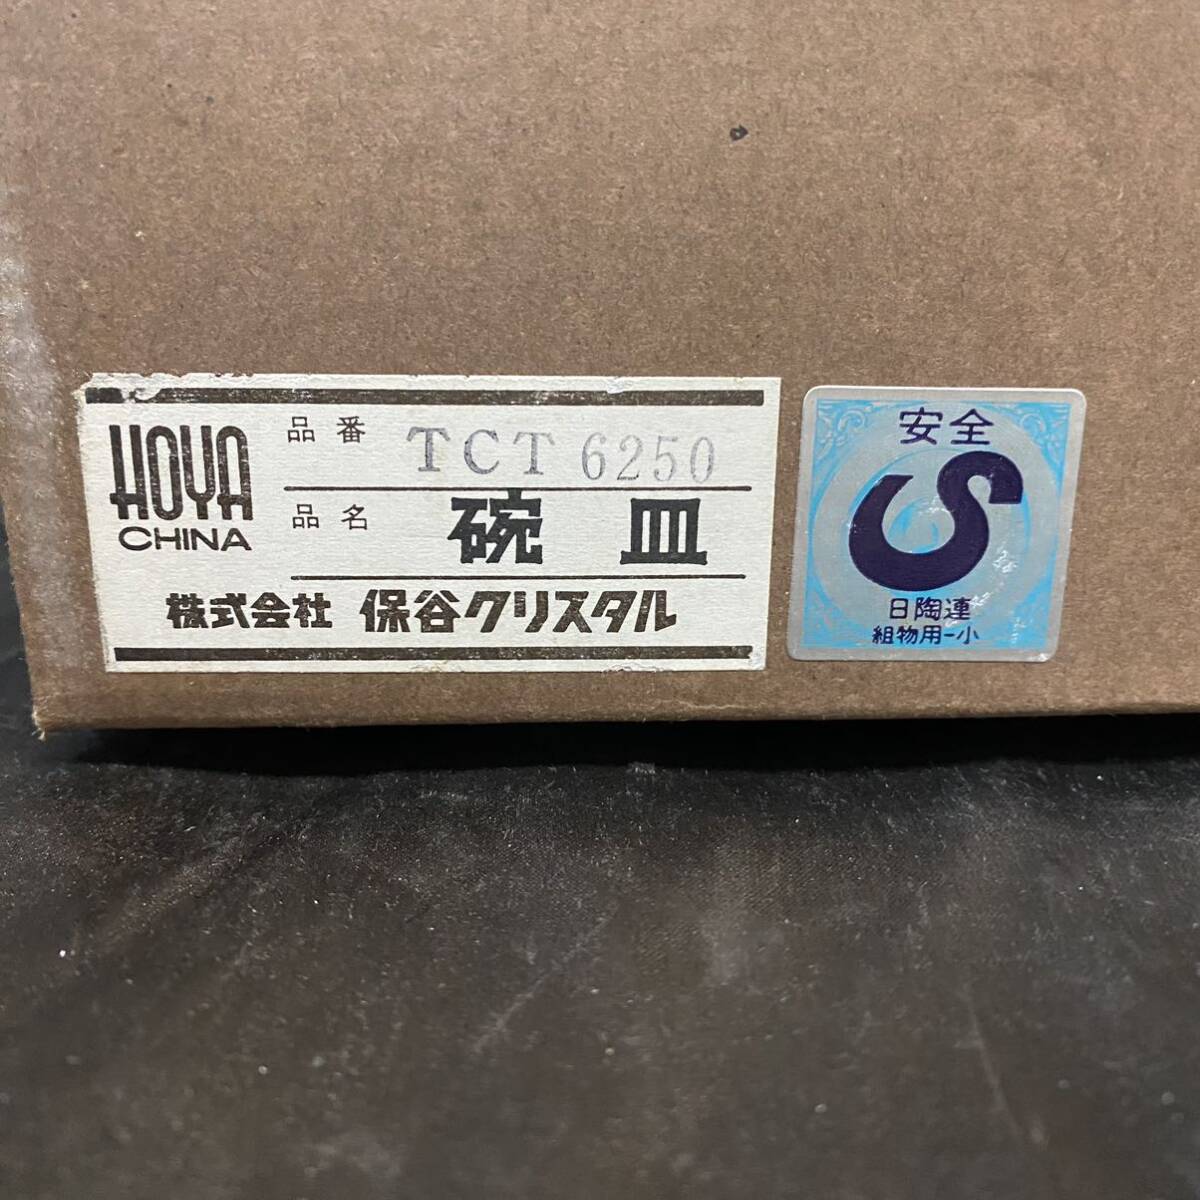 HOYA
CHINA
品番 TCT 6250
品名 碗皿
株式会社 保谷クリスタル
安全
S
日陶連
組物用-小